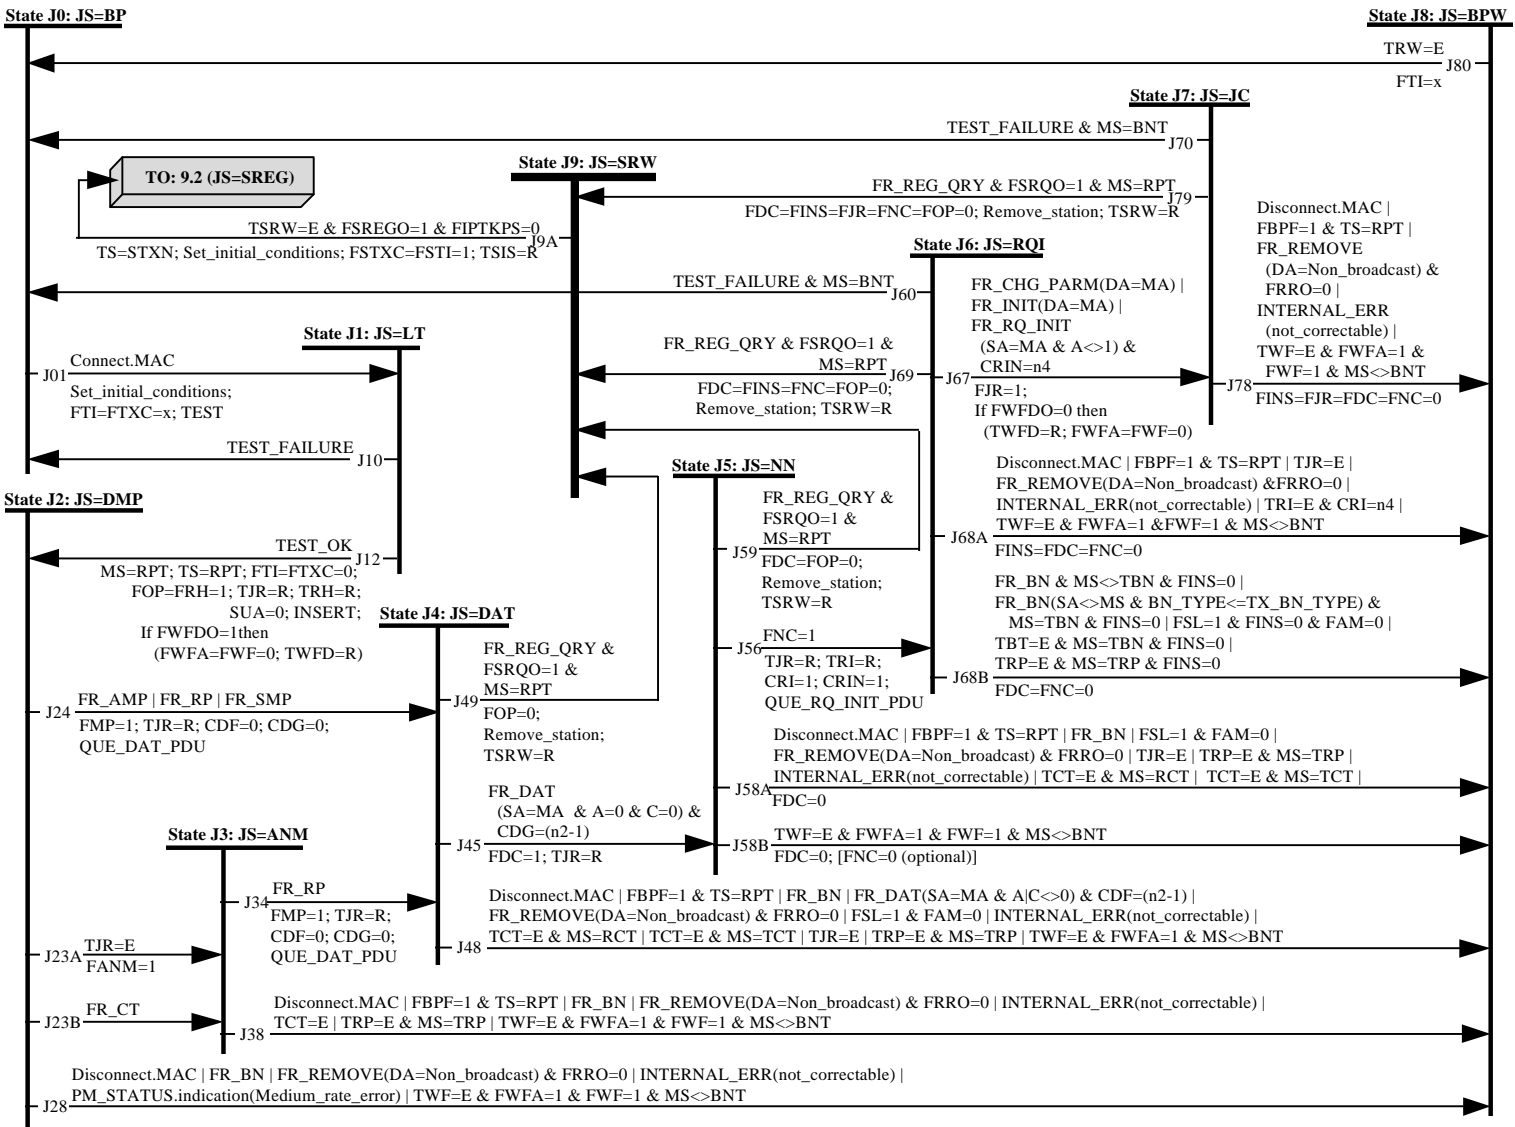 State J0: JS=BP
State J8: JS=BPW
TRW=E
J80
FTI=x
State J7: JS=JC
TEST_FAILURE & MS=BNT
J70
State J9: JS=SRW
TO: 9.2 (JS=SREG)
FR_REG_QRY & FSRQO=1 & MS=RPT
J79
FDC=FINS=FJR=FNC=FOP=0; Remove_station; TSRW=R
TSRW=E & FSREGO=1 & FIPTKPS=0
J9A
TS=STXN; Set_initial_conditions; FSTXC=FSTI=1; TSIS=R
Disconnect.MAC |
FBPF=1 & TS=RPT |
FR_REMOVE
(DA=Non_broadcast) &
FRRO=0 |
INTERNAL_ERR
(not_correctable) |
TWF=E & FWFA=1 &
FWF=1 & MS<>BNT
J78
FINS=FJR=FDC=FNC=0
State J6: JS=RQI
TEST_FAILURE & MS=BNT
J60
FR_CHG_PARM(DA=MA) |
FR_INIT(DA=MA) |
FR_RQ_INIT
(SA=MA & A<>1) &
CRIN=n4
J67
FJR=1;
If FWFDO=0 then
(TWFD=R; FWFA=FWF=0)
State J1: JS=LT
FR_REG_QRY & FSRQO=1 &
MS=RPT
J69
FDC=FINS=FNC=FOP=0;
Remove_station; TSRW=R
Connect.MAC
J01
Set_initial_conditions;
FTI=FTXC=x; TEST
TEST_FAILURE
J10
State J5: JS=NN
Disconnect.MAC | FBPF=1 & TS=RPT | TJR=E |
FR_REMOVE(DA=Non_broadcast) &FRRO=0 |
INTERNAL_ERR(not_correctable) | TRI=E & CRI=n4 |
TWF=E & FWFA=1 &FWF=1 & MS<>BNT
J68A
FINS=FDC=FNC=0
State J2: JS=DMP
FR_REG_QRY &
FSRQO=1 &
MS=RPT
J59
FDC=FOP=0;
Remove_station;
TSRW=R
TEST_OK
J12
MS=RPT; TS=RPT; FTI=FTXC=0;
FOP=FRH=1; TJR=R; TRH=R;
SUA=0; INSERT;
If FWFDO=1then
(FWFA=FWF=0; TWFD=R)
FR_BN & MS<>TBN & FINS=0 |
FR_BN(SA<>MS & BN_TYPE<=TX_BN_TYPE) &
MS=TBN & FINS=0 | FSL=1 & FINS=0 & FAM=0 |
TBT=E & MS=TBN & FINS=0 |
TRP=E & MS=TRP & FINS=0
J68B
FDC=FNC=0
State J4: JS=DAT
FNC=1
J56
TJR=R; TRI=R;
CRI=1; CRIN=1;
QUE_RQ_INIT_PDU
FR_REG_QRY &
FSRQO=1 &
MS=RPT
J49
FOP=0;
Remove_station;
TSRW=R
FR_AMP | FR_RP | FR_SMP
J24
FMP=1; TJR=R; CDF=0; CDG=0;
QUE_DAT_PDU
Disconnect.MAC | FBPF=1 & TS=RPT | FR_BN | FSL=1 & FAM=0 |
FR_REMOVE(DA=Non_broadcast) & FRRO=0 | TJR=E | TRP=E & MS=TRP |
INTERNAL_ERR(not_correctable) | TCT=E & MS=RCT | TCT=E & MS=TCT |
J58A
FDC=0
FR_DAT
(SA=MA & A=0 & C=0) &
CDG=(n2-1)
J45
FDC=1; TJR=R
TWF=E & FWFA=1 & FWF=1 & MS<>BNT
J58B
FDC=0; [FNC=0 (optional)]
State J3: JS=ANM
FR_RP
J34
FMP=1; TJR=R;
CDF=0; CDG=0;
QUE_DAT_PDU
Disconnect.MAC | FBPF=1 & TS=RPT | FR_BN | FR_DAT(SA=MA & A|C<>0) & CDF=(n2-1) |
FR_REMOVE(DA=Non_broadcast) & FRRO=0 | FSL=1 & FAM=0 | INTERNAL_ERR(not_correctable) |
TCT=E & MS=RCT | TCT=E & MS=TCT | TJR=E | TRP=E & MS=TRP | TWF=E & FWFA=1 & MS<>BNT
J48
TJR=E
J23A
FANM=1
FR_CT
J23B
Disconnect.MAC | FBPF=1 & TS=RPT | FR_BN | FR_REMOVE(DA=Non_broadcast) & FRRO=0 | INTERNAL_ERR(not_correctable) |
TCT=E | TRP=E & MS=TRP | TWF=E & FWFA=1 & FWF=1 & MS<>BNT
J38
Disconnect.MAC | FR_BN | FR_REMOVE(DA=Non_broadcast) & FRRO=0 | INTERNAL_ERR(not_correctable) |
PM_STATUS.indication(Medium_rate_error) | TWF=E & FWFA=1 & FWF=1 & MS<>BNT
J28